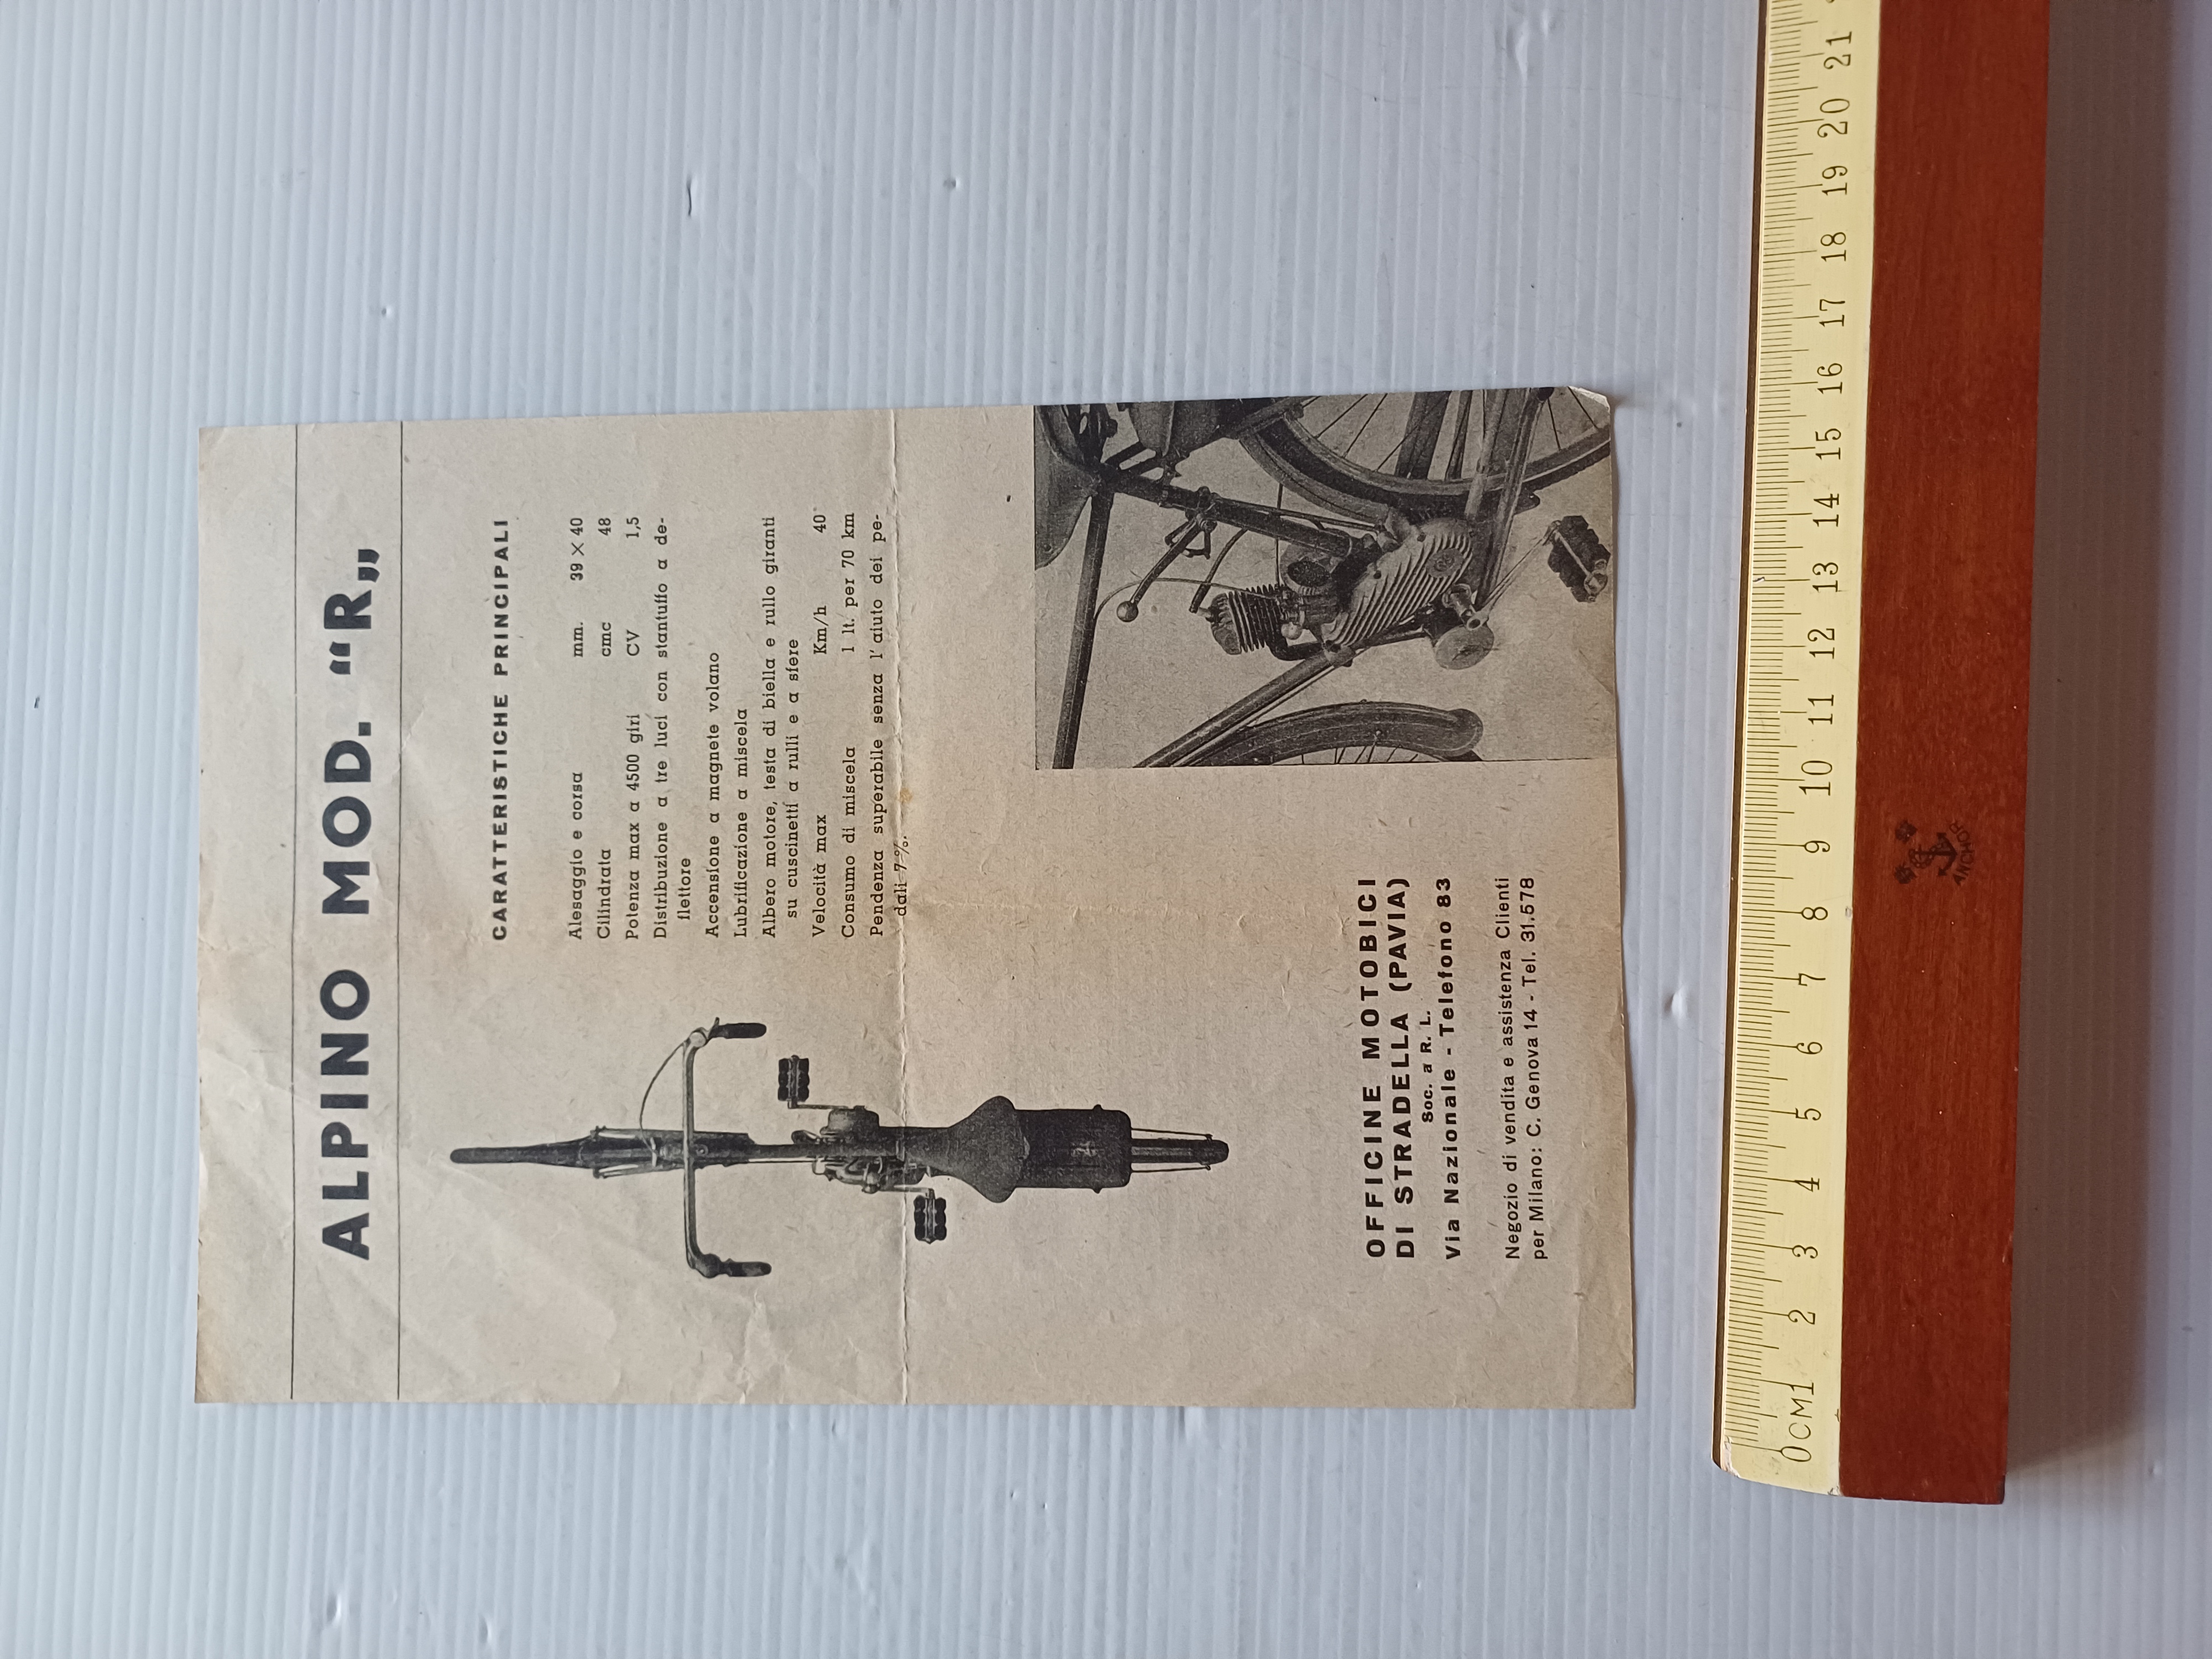 ALPINO MOD. “R„
CARATTERISTICHE PRINCIPALI
Alesaggio e corsa mm. 39 × 40
Cilindrata cmc 48
Potenza max a 4500 giri CV 1,5
Distribuzione a tre luci con stantuffo a de-
flettore
Accensione a magnete volano
Lubrificazione a miscela
Albero motore, testa di biella e rullo giranti
su cuscinetti a rulli e a sfere
Velocità max Km/h 40
Consumo di miscela 1 lt. per 70 km
Pendenza superabile senza l'aiuto dei pe-
dali 7%.
OFFICINE MOTOBICI
DI STRADELLA (PAVIA)
Soc. a R. L.
Via Nazionale - Telefono 83
Negozio di vendita e assistenza Clienti
per Milano: C. Genova 14 - Tel. 31.578
0CM1 2 3 4 5 6 7 8 9 10 11 12 13 14 15 16 17 18 19 20 21
ANCHOR